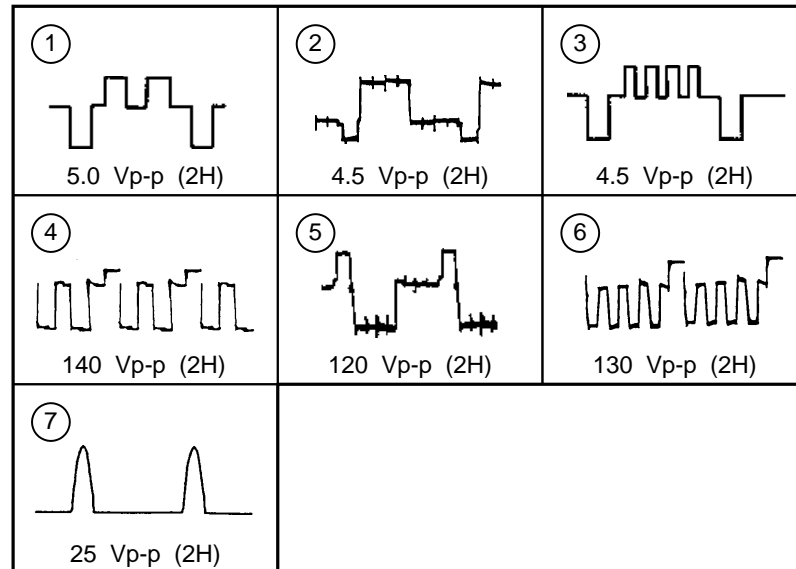 1
2
3
5.0 Vp-p (2H)
4.5 Vp-p (2H)
4.5 Vp-p (2H)
4
5
6
140 Vp-p (2H)
120 Vp-p (2H)
130 Vp-p (2H)
7
25 Vp-p (2H)